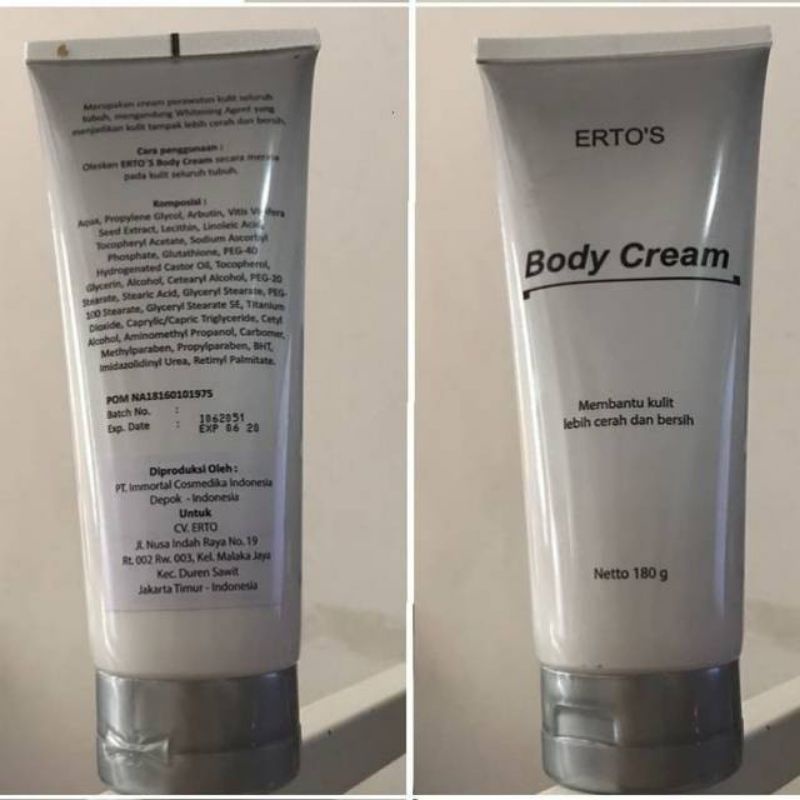 Merupakan cream perawatan kulit seluruh
tubuh, mengandung Whitening Agent yang
menjadikan kulit tampak lebih cerah dan bersih.
Cara penggunaan :
Oleskan ERTO'S Body Cream secara merata
pada kulit seluruh tubuh.
Komposisi :
Aqua, Propylene Glycol, Arbutin, Vitis Vinifera
Seed Extract, Lecithin, Linoleic Acid,
Tocopheryl Acetate, Sodium Ascorbyl
Phosphate, Glutathione, PEG-40
Hydrogenated Castor Oil, Tocopherol,
Glycerin, Alcohol, Cetearyl Alcohol, PEG-20
Stearate, Stearic Acid, Glyceryl Stearate, PEG-
100 Stearate, Glyceryl Stearate SE, Titanium
Dioxide, Caprylic/Capric Triglyceride, Cetyl
Alcohol, Aminomethyl Propanol, Carbomer,
Methylparaben, Propylparaben, BHT,
Imidazolidinyl Urea, Retinyl Palmitate.
POM NA18160101975
Batch No. : 1062051
Exp. Date : EXP 06 20
Diproduksi Oleh :
PT. Immortal Cosmedika Indonesia
Depok - Indonesia
Untuk
CV. ERTO
Jl. Nusa Indah Raya No. 19
Rt. 002 Rw. 003, Kel. Malaka Jaya
Kec. Duren Sawit
Jakarta Timur - Indonesia
ERTO'S
Body Cream
Membantu kulit
lebih cerah dan bersih
Netto 180 g